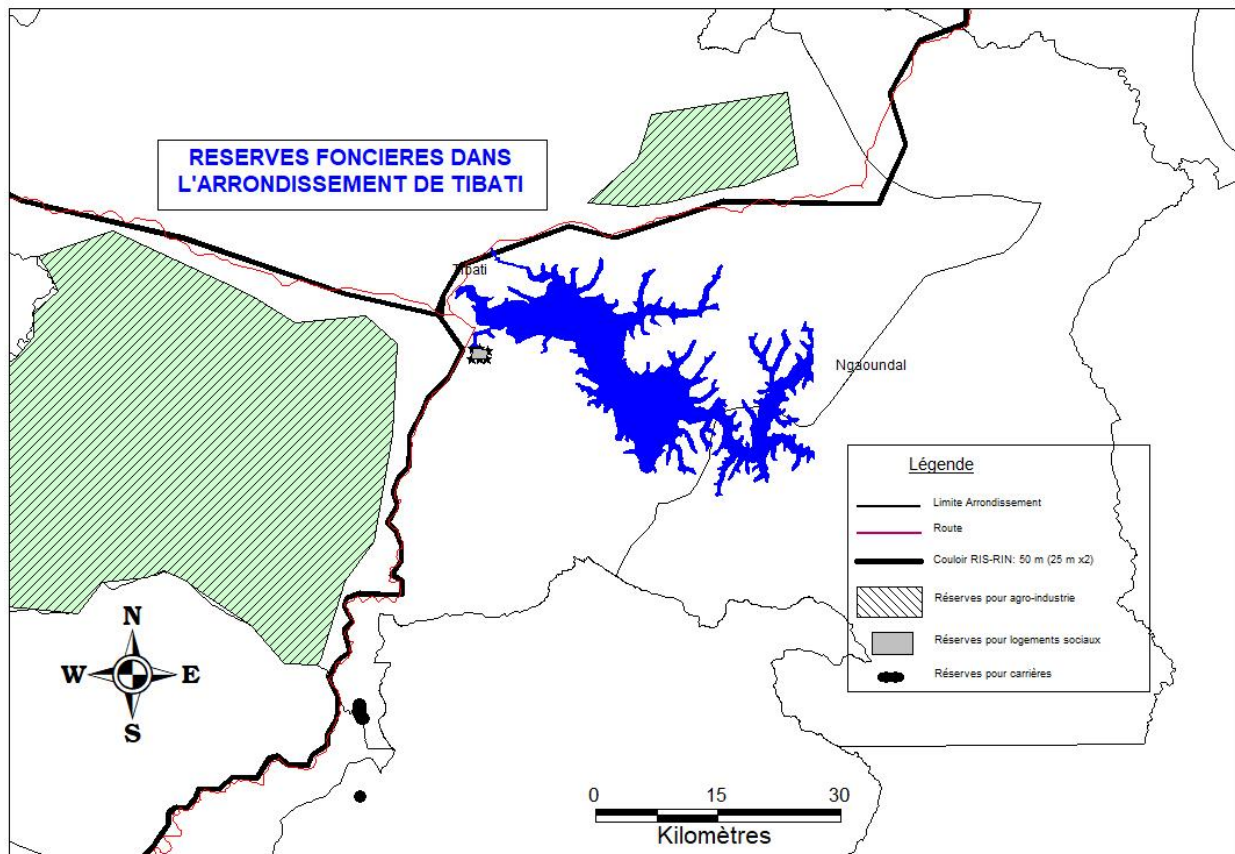 RESERVES FONCIERES DANS
L'ARRONDISSEMENT DE TIBATI
Tibati
Ngaoundal
Légende
Limite Arrondissement
Route
Couloir RIS-RIN: 50 m (25 m x2)
Réserves pour agro-industrie
Réserves pour logements sociaux
Réserves pour carrières
N
W E
S
0 15 30
Kilomètres